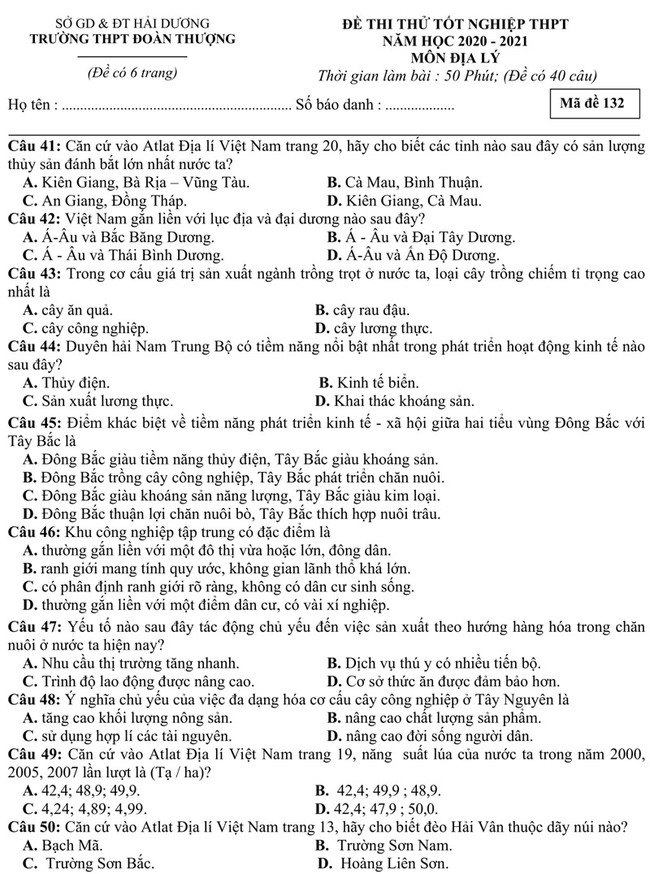 SỞ GD & ĐT HẢI DƯƠNG
TRƯỜNG THPT ĐOÀN THƯỢNG
(Đề có 6 trang)
ĐỀ THI THỬ TỐT NGHIỆP THPT
NĂM HỌC 2020 - 2021
MÔN ĐỊA LÝ
Thời gian làm bài : 50 Phút; (Đề có 40 câu)
Họ tên : ............................................................ Số báo danh : ..................
Mã đề 132
Câu 41: Căn cứ vào Atlat Địa lí Việt Nam trang 20, hãy cho biết các tỉnh nào sau đây có sản lượng
thủy sản đánh bắt lớn nhất nước ta?
A. Kiên Giang, Bà Rịa – Vũng Tàu. B. Cà Mau, Bình Thuận.
C. An Giang, Đồng Tháp. D. Kiên Giang, Cà Mau.
Câu 42: Việt Nam gắn liền với lục địa và đại dương nào sau đây?
A. Á-Âu và Bắc Băng Dương. B. Á - Âu và Đại Tây Dương.
C. Á - Âu và Thái Bình Dương. D. Á-Âu và Ấn Độ Dương.
Câu 43: Trong cơ cấu giá trị sản xuất ngành trồng trọt ở nước ta, loại cây trồng chiếm tỉ trọng cao
nhất là
A. cây ăn quả. B. cây rau đậu.
C. cây công nghiệp. D. cây lương thực.
Câu 44: Duyên hải Nam Trung Bộ có tiềm năng nổi bật nhất trong phát triển hoạt động kinh tế nào
sau đây?
A. Thủy điện. B. Kinh tế biển.
C. Sản xuất lương thực. D. Khai thác khoáng sản.
Câu 45: Điểm khác biệt về tiềm năng phát triển kinh tế - xã hội giữa hai tiểu vùng Đông Bắc với
Tây Bắc là
A. Đông Bắc giàu tiềm năng thủy điện, Tây Bắc giàu khoáng sản.
B. Đông Bắc trồng cây công nghiệp, Tây Bắc phát triển chăn nuôi.
C. Đông Bắc giàu khoáng sản năng lượng, Tây Bắc giàu kim loại.
D. Đông Bắc thuận lợi chăn nuôi bò, Tây Bắc thích hợp nuôi trâu.
Câu 46: Khu công nghiệp tập trung có đặc điểm là
A. thường gắn liền với một đô thị vừa hoặc lớn, đông dân.
B. ranh giới mang tính quy ước, không gian lãnh thổ khá lớn.
C. có phân định ranh giới rõ ràng, không có dân cư sinh sống.
D. thường gắn liền với một điểm dân cư, có vài xí nghiệp.
Câu 47: Yếu tố nào sau đây tác động chủ yếu đến việc sản xuất theo hướng hàng hóa trong chăn
nuôi ở nước ta hiện nay?
A. Nhu cầu thị trường tăng nhanh. B. Dịch vụ thú y có nhiều tiến bộ.
C. Trình độ lao động được nâng cao. D. Cơ sở thức ăn được đảm bảo hơn.
Câu 48: Ý nghĩa chủ yếu của việc đa dạng hóa cơ cấu cây công nghiệp ở Tây Nguyên là
A. tăng cao khối lượng nông sản. B. nâng cao chất lượng sản phẩm.
C. sử dụng hợp lí các tài nguyên. D. nâng cao đời sống người dân.
Câu 49: Căn cứ vào Atlat Địa lí Việt Nam trang 19, năng suất lúa của nước ta trong năm 2000,
2005, 2007 lần lượt là (Tạ / ha)?
A. 42,4; 48,9; 49,9. B. 42,4; 49,9 ; 48,9.
C. 4,24; 4,89; 4,99. D. 42,4; 47,9 ; 50,0.
Câu 50: Căn cứ vào Atlat Địa lí Việt Nam trang 13, hãy cho biết đèo Hải Vân thuộc dãy núi nào?
A. Bạch Mã. B. Trường Sơn Nam.
C. Trường Sơn Bắc. D. Hoàng Liên Sơn.